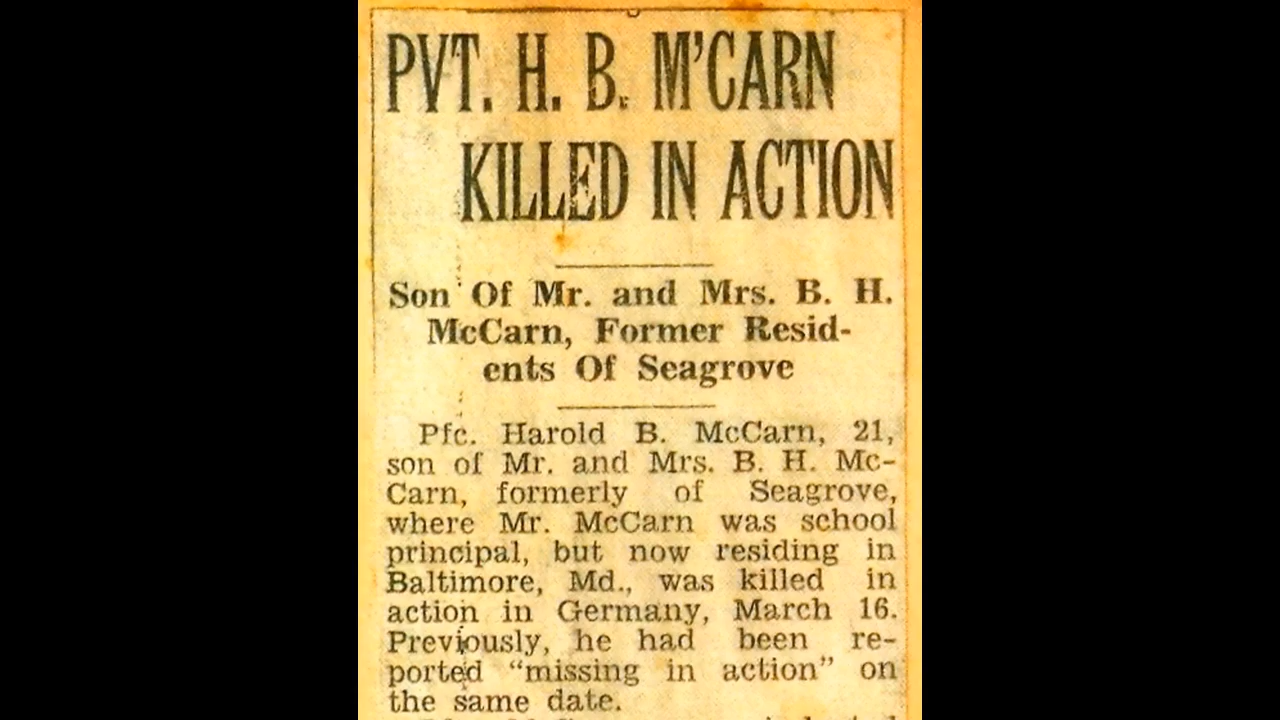 PVT. H. B. M'CARN
KILLED IN ACTION
Son Of Mr. and Mrs. B. H.
McCarn, Former Resid-
ents Of Seagrove
Pfc. Harold B. McCarn, 21,
son of Mr. and Mrs. B. H. Mc-
Carn, formerly of Seagrove,
where Mr. McCarn was school
principal, but now residing in
Baltimore, Md., was killed in
action in Germany, March 16.
Previously, he had been re-
ported "missing in action" on
the same date.